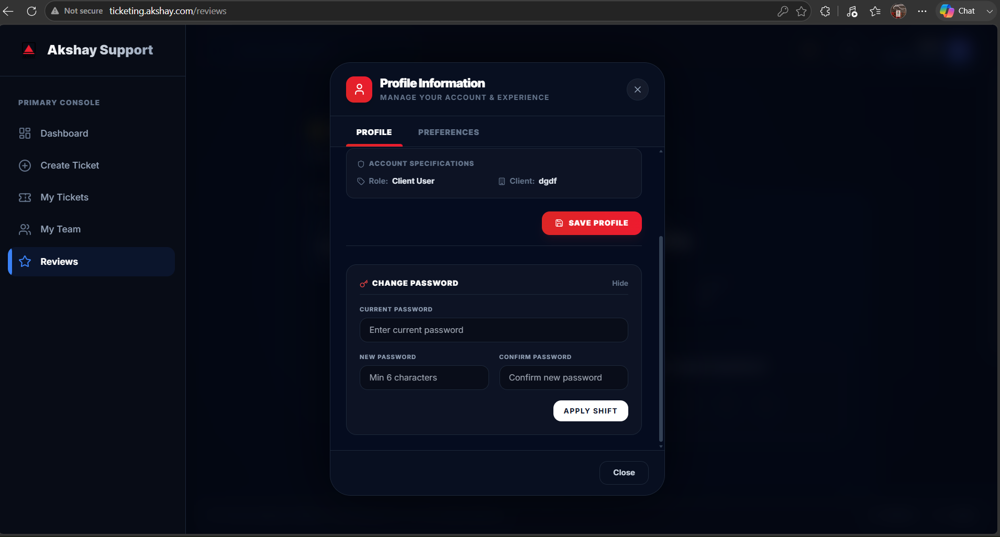 Not secure ticketing.akshay.com/reviews
Chat
Akshay Support
PRIMARY CONSOLE
Dashboard
Create Ticket
My Tickets
My Team
Reviews
Profile Information
MANAGE YOUR ACCOUNT & EXPERIENCE
PROFILE PREFERENCES
ACCOUNT SPECIFICATIONS
Role: Client User Client: dgdf
SAVE PROFILE
CHANGE PASSWORD Hide
CURRENT PASSWORD
Enter current password
NEW PASSWORD CONFIRM PASSWORD
Min 6 characters Confirm new password
APPLY SHIFT
Close